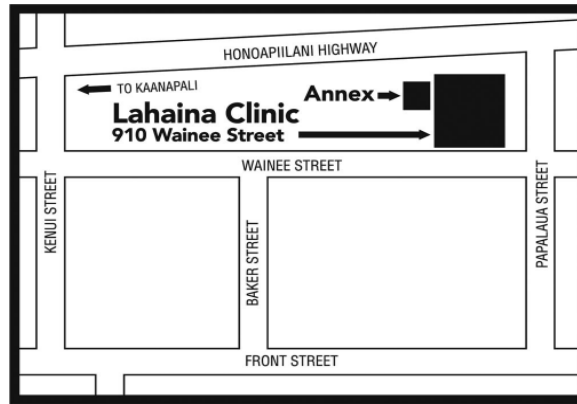 HONOAPIILANI HIGHWAY
TO KAANAPALI
Annex
Lahaina Clinic
910 Wainee Street
WAINEE STREET
KENUI STREET
BAKER STREET
PAPALAUA STREET
FRONT STREET